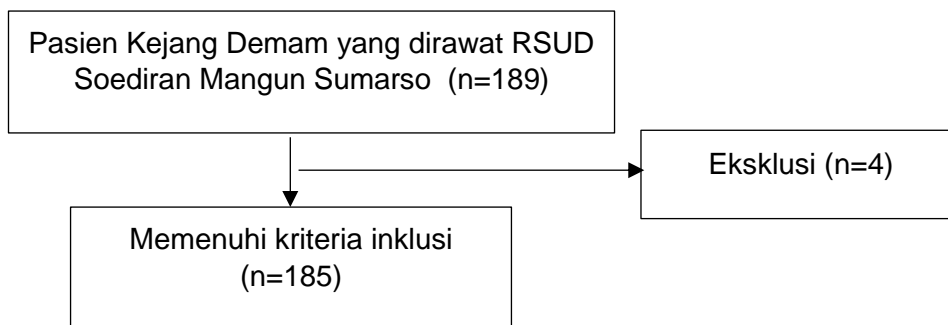 Pasien Kejang Demam yang dirawat RSUD
Soediran Mangun Sumarso (n=189)
Eksklusi (n=4)
Memenuhi kriteria inklusi
(n=185)